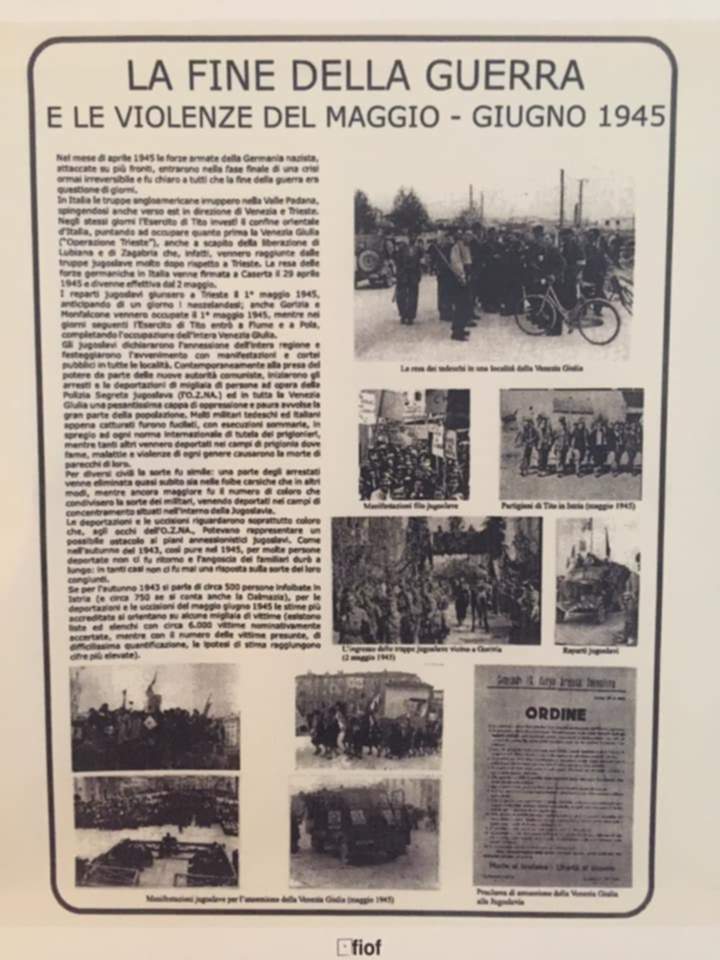 LA FINE DELLA GUERRA
E LE VIOLENZE DEL MAGGIO - GIUGNO 1945
Nel mese di aprile 1945 le forze armate della Germania nazista,
attaccate su più fronti, entrarono nella fase finale di una crisi
ormai irreversibile e fu chiaro a tutti che la fine della guerra era
questione di giorni.
In Italia le truppe angloamericane irruppero nella Valle Padana,
spingendosi anche verso est in direzione di Venezia e Trieste.
Negli stessi giorni l'Esercito di Tito investì il confine orientale
d'Italia, puntando ad occupare quanto prima la Venezia Giulia
("Operazione Trieste"), anche a scapito della liberazione di
Lubiana e di Zagabria che, infatti, vennero raggiunte dalle
truppe jugoslave molto dopo rispetto a Trieste. La resa delle
forze germaniche in Italia venne firmata a Caserta il 29 aprile
1945 e divenne effettiva dal 2 maggio.
I reparti jugoslavi giunsero a Trieste il 1° maggio 1945,
anticipando di un giorno i neozelandesi; anche Gorizia e
Monfalcone vennero occupate il 1° maggio 1945, mentre nei
giorni seguenti l'Esercito di Tito entrò a Fiume e a Pola,
completando l'occupazione dell'intera Venezia Giulia.
Gli jugoslavi dichiararono l'annessione dell'intera regione e
festeggiarono l'avvenimento con manifestazioni e cortei
pubblici in tutte le località. Contemporaneamente alla presa del
potere da parte delle nuove autorità comuniste, iniziarono gli
arresti e le deportazioni di migliaia di persone ad opera della
Polizia Segreta jugoslava (l'O.Z.NA.) ed in tutta la Venezia
Giulia una pesantissima cappa di oppressione e paura avvolse la
gran parte della popolazione. Molti militari tedeschi ed italiani
appena catturati furono fucilati, con esecuzioni sommarie, in
spregio ad ogni norma internazionale di tutela dei prigionieri,
mentre tanti altri vennero deportati nei campi di prigionia dove
fame, malattie e violenze di ogni genere causarono la morte di
parecchi di loro.
Per diversi civili la sorte fu simile: una parte degli arrestati
venne eliminata quasi subito sia nelle foibe carsiche che in altri
modi, mentre ancora maggiore fu il numero di coloro che
condivisero la sorte dei militari, venendo deportati nei campi di
concentramento situati nell'interno della Jugoslavia.
Le deportazioni e le uccisioni riguardarono soprattutto coloro
che, agli occhi dell'O.Z.NA., Potevano rappresentare un
possibile ostacolo ai piani annessionistici jugoslavi. Come
nell'autunno del 1943, così pure nel 1945, per molte persone
deportate non ci fu ritorno e l'angoscia dei familiari durò a
lungo: in tanti casi non ci fu mai una risposta sulla sorte dei loro
congiunti.
Se per l'autunno 1943 si parla di circa 500 persone infoibate in
Istria (e circa 750 se si conta anche la Dalmazia), per le
deportazioni e le uccisioni del maggio giugno 1945 le stime più
accreditate si orientano su alcune migliaia di vittime (esistono
liste ed elenchi con circa 6.000 vittime nominativamente
accertate, mentre con il numero delle vittime presunte, di
difficilissima quantificazione, le ipotesi di stima raggiungono
cifre più elevate).
La resa dei tedeschi in una località della Venezia Giulia
Manifestazioni filo jugoslave
Partigiani di Tito in Istria (maggio 1945)
L'ingresso delle truppe jugoslave vicino a Gorizia
(2 maggio 1945)
Reparti jugoslavi
ORDINE
Manifestazioni jugoslave per l'annessione della Venezia Giulia (maggio 1945)
Proclama di annessione della Venezia Giulia
alla Jugoslavia
fiof